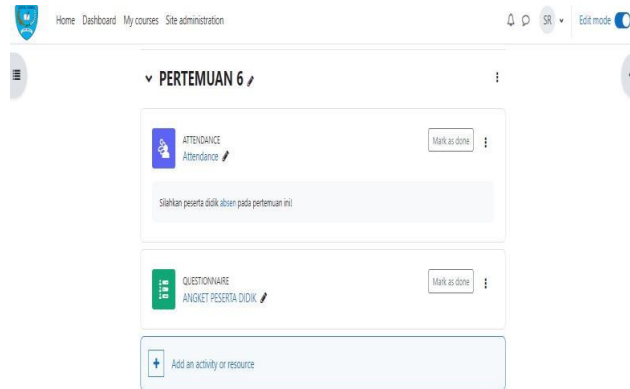 Home Dashboard My courses Site administration SR Edit mode
PERTEMUAN 6
ATTENDANCE
Attendance
Mark as done
Silahkan peserta didik absen pada pertemuan ini!
QUESTIONNAIRE
ANGKET PESERTA DIDIK
Mark as done
Add an activity or resource